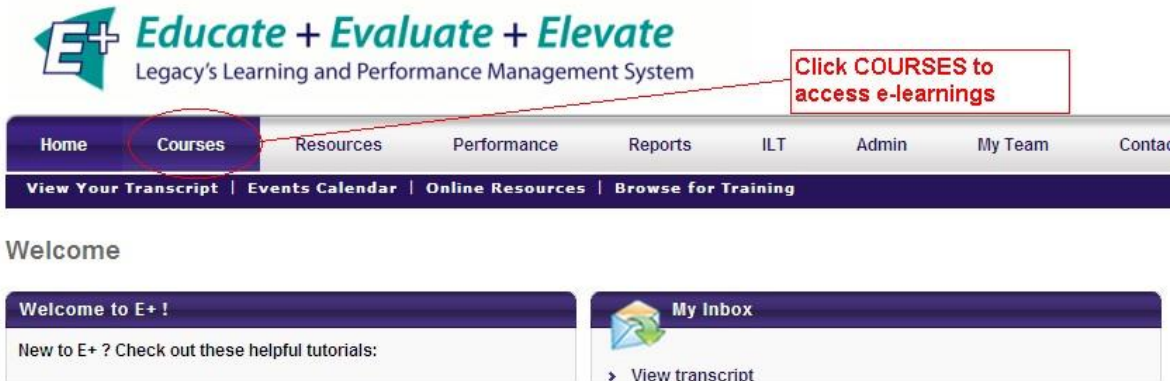 E+
Educate + Evaluate + Elevate
Legacy's Learning and Performance Management System
Click COURSES to
access e-learnings
Home Courses Resources Performance Reports ILT Admin My Team Contac
View Your Transcript | Events Calendar | Online Resources | Browse for Training
Welcome
Welcome to E+ !
New to E+ ? Check out these helpful tutorials:
My Inbox
View transcript